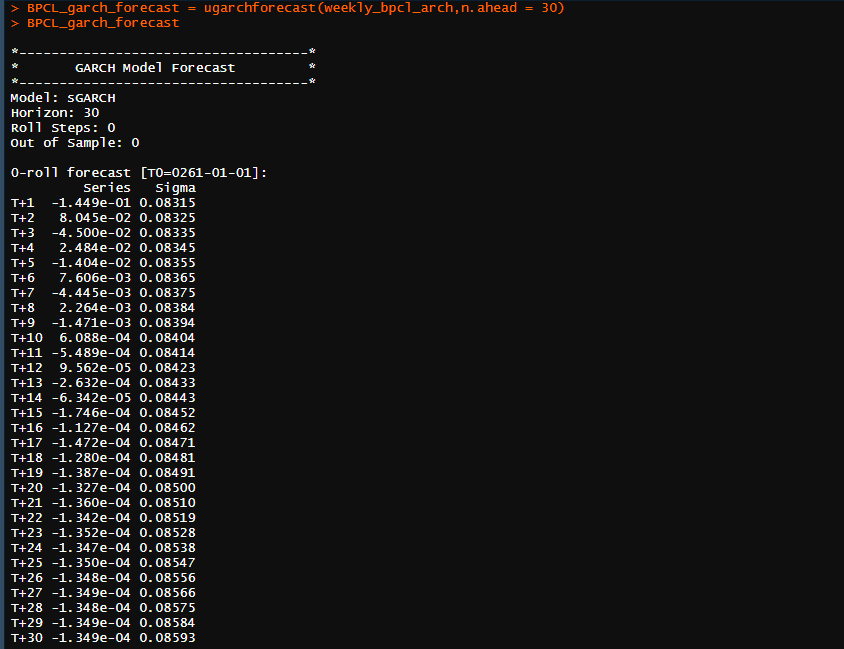 > BPCL_garch_forecast = ugarchforecast(weekly_bpcl_arch,n.ahead = 30)
> BPCL_garch_forecast
*------------------------------------*
*       GARCH Model Forecast         *
*------------------------------------*
Model: sGARCH
Horizon: 30
Roll Steps: 0
Out of Sample: 0
0-roll forecast [T0=0261-01-01]:
         Series   Sigma
T+1  -1.449e-01 0.08315
T+2   8.045e-02 0.08325
T+3  -4.500e-02 0.08335
T+4   2.484e-02 0.08345
T+5  -1.404e-02 0.08355
T+6   7.606e-03 0.08365
T+7  -4.445e-03 0.08375
T+8   2.264e-03 0.08384
T+9  -1.471e-03 0.08394
T+10  6.088e-04 0.08404
T+11 -5.489e-04 0.08414
T+12  9.562e-05 0.08423
T+13 -2.632e-04 0.08433
T+14 -6.342e-05 0.08443
T+15 -1.746e-04 0.08452
T+16 -1.127e-04 0.08462
T+17 -1.472e-04 0.08471
T+18 -1.280e-04 0.08481
T+19 -1.387e-04 0.08491
T+20 -1.327e-04 0.08500
T+21 -1.360e-04 0.08510
T+22 -1.342e-04 0.08519
T+23 -1.352e-04 0.08528
T+24 -1.347e-04 0.08538
T+25 -1.350e-04 0.08547
T+26 -1.348e-04 0.08556
T+27 -1.349e-04 0.08566
T+28 -1.348e-04 0.08575
T+29 -1.349e-04 0.08584
T+30 -1.349e-04 0.08593